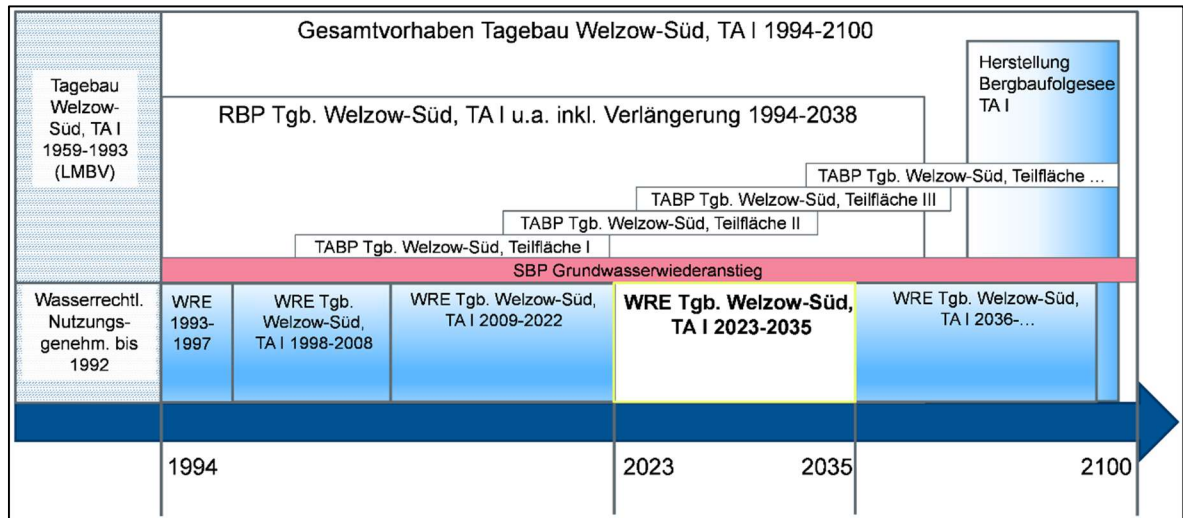 Gesamtvorhaben Tagebau Welzow-Süd, TA I 1994-2100
Tagebau
Welzow-
Süd, TA I
1959-1993
(LMBV)
Herstellung
Bergbaufolgesee
TA I
RBP Tgb. Welzow-Süd, TA I u.a. inkl. Verlängerung 1994-2038
TABP Tgb. Welzow-Süd, Teilfläche ...
TABP Tgb. Welzow-Süd, Teilfläche III
TABP Tgb. Welzow-Süd, Teilfläche II
TABP Tgb. Welzow-Süd, Teilfläche I
SBP Grundwasserwiederanstieg
Wasserrechtl.
Nutzungs-
genehm. bis
1992
WRE
1993-
1997
WRE Tgb.
Welzow-Süd,
TA I 1998-2008
WRE Tgb. Welzow-Süd,
TA I 2009-2022
WRE Tgb. Welzow-Süd,
TA I 2023-2035
WRE Tgb. Welzow-Süd,
TA I 2036-...
1994
2023
2035
2100